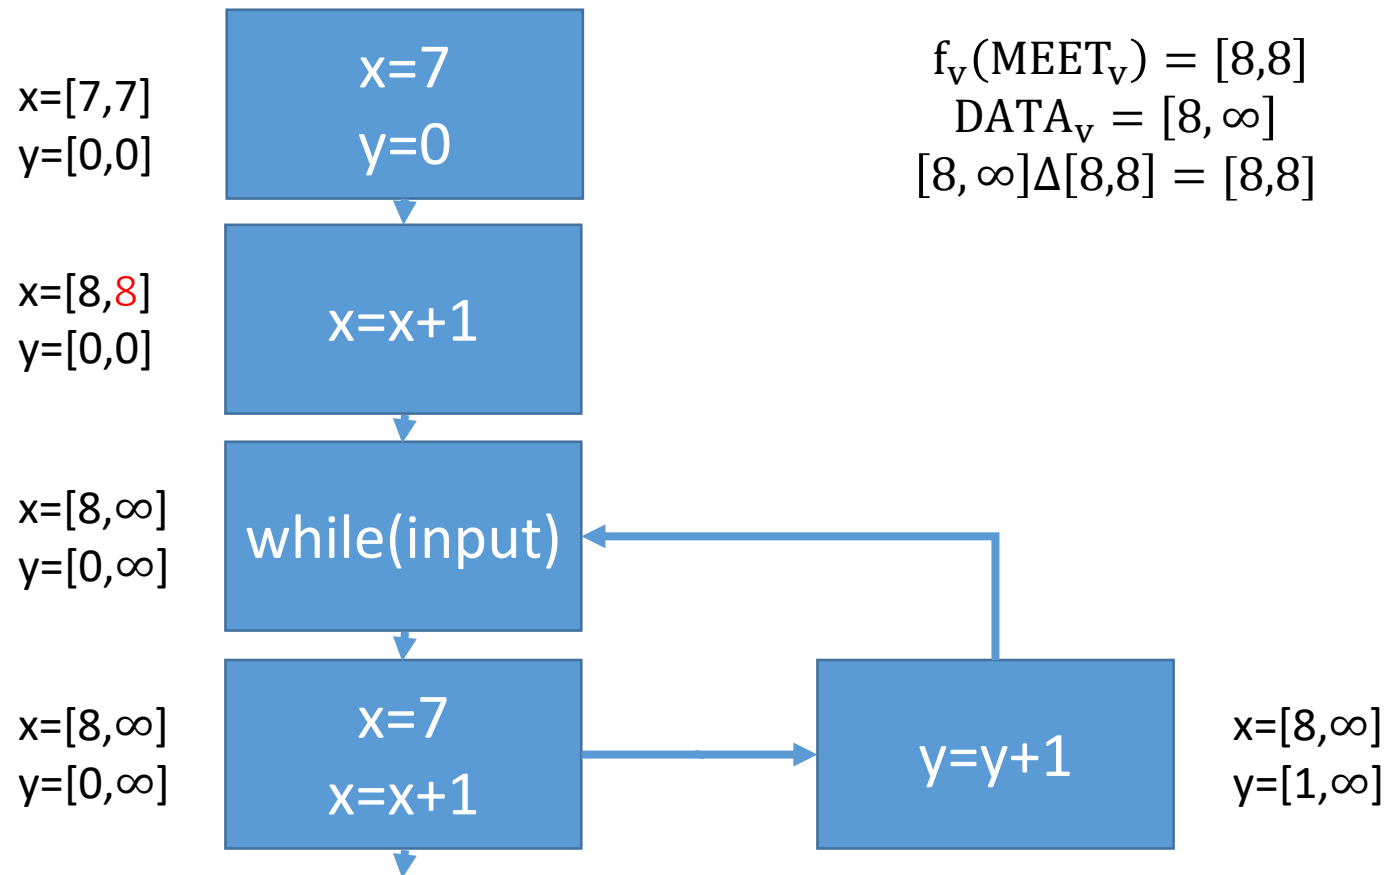 x=7
y=0
x=[7,7]
y=[0,0]
f_v(MEET_v) = [8,8]
DATA_v = [8,∞]
[8,∞]Δ[8,8] = [8,8]
x=x+1
x=[8,8]
y=[0,0]
while(input)
x=[8,∞]
y=[0,∞]
x=7
x=x+1
x=[8,∞]
y=[0,∞]
y=y+1
x=[8,∞]
y=[1,∞]